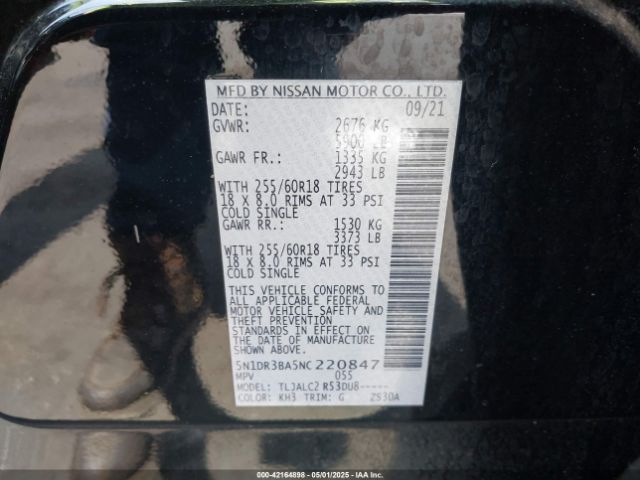 MFD BY NISSAN MOTOR CO., LTD.
DATE: 09/21
GVWR: 2676 KG
5900 LB
GAWR FR.: 1335 KG
2943 LB
WITH 255/60R18 TIRES
18 X 8.0 RIMS AT 33 PSI
COLD SINGLE
GAWR RR.: 1530 KG
3373 LB
WITH 255/60R18 TIRES
18 X 8.0 RIMS AT 33 PSI
COLD SINGLE
THIS VEHICLE CONFORMS TO
ALL APPLICABLE FEDERAL
MOTOR VEHICLE SAFETY AND
THEFT PREVENTION
STANDARDS IN EFFECT ON
THE DATE OF MANUFACTURE
SHOWN ABOVE.
5N1DR3BA5NC220847
MPV 055
MODEL: TLJALC2 R53DU8-----
COLOR: KH3 TRIM: G ZS30A
000-42164898 - 05/01/2025 - IAA Inc.